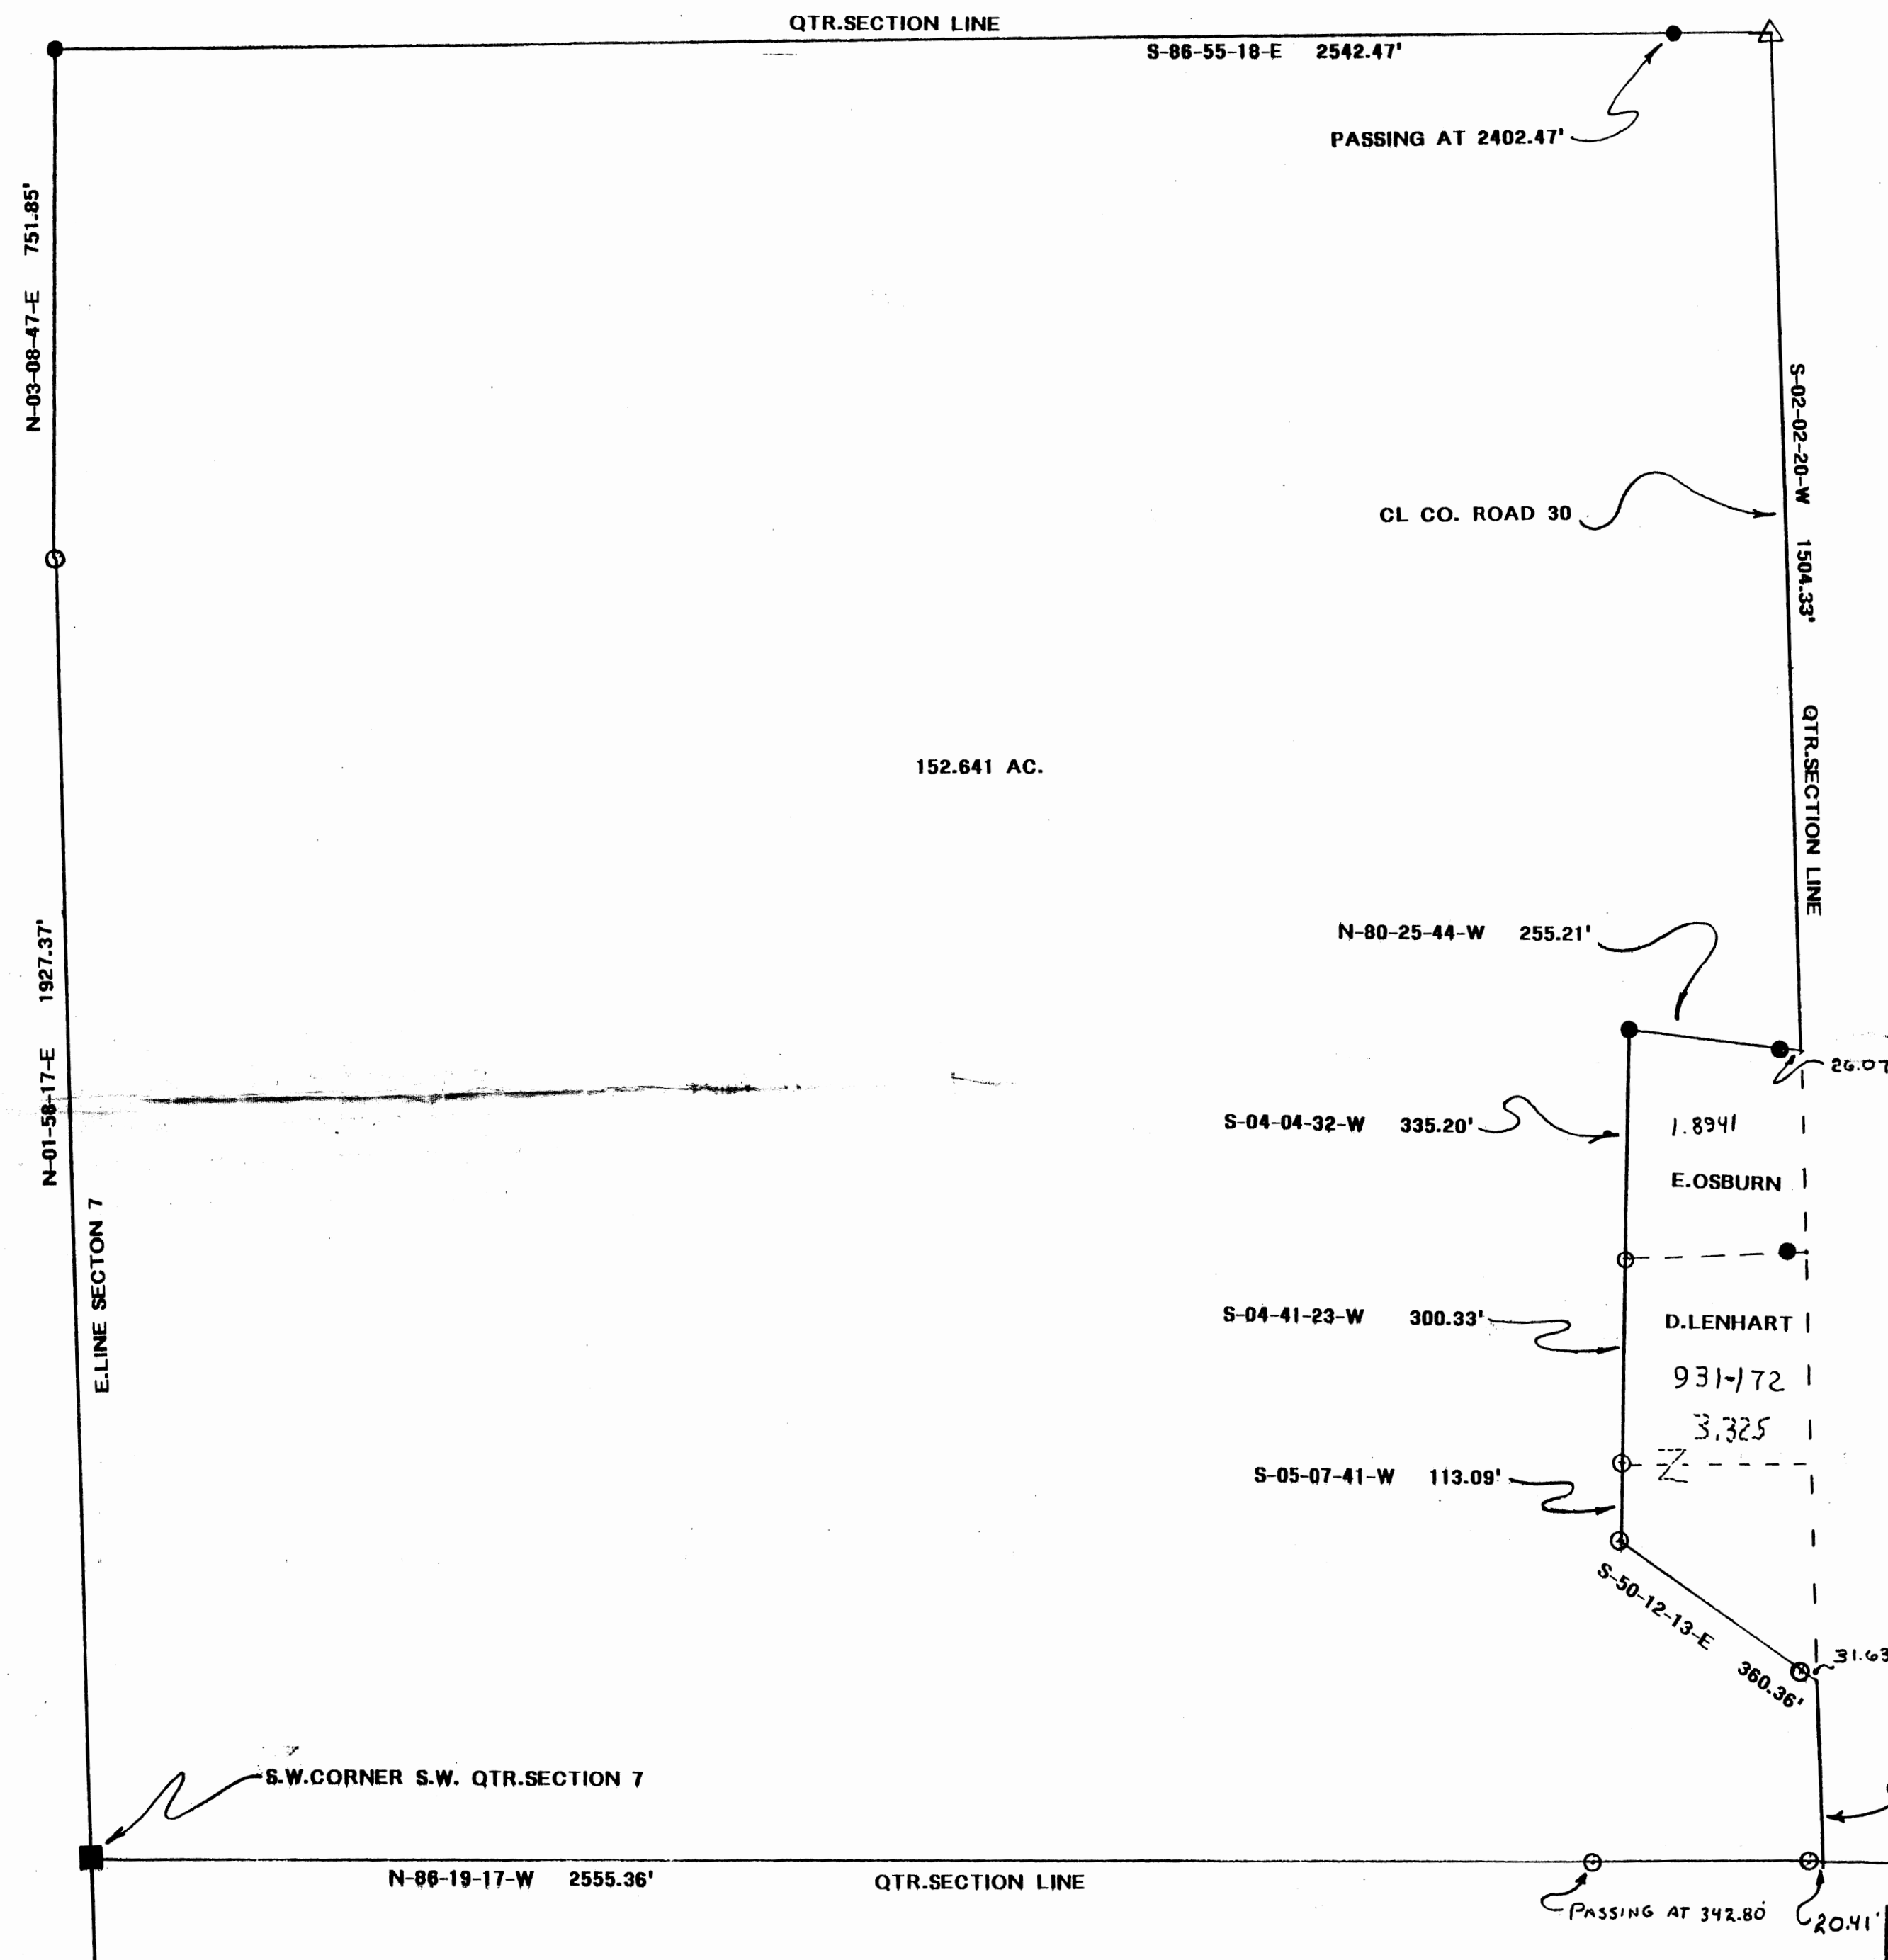 QTR.SECTION LINE
S-86-55-18-E 2542.47'
PASSING AT 2402.47'
N-03-08-47-E 751.85'
S-02-02-20-W 1504.33'
CL CO. ROAD 30
QTR.SECTION LINE
152.641 AC.
N-80-25-44-W 255.21'
N-01-58-17-E 1927.37'
26.07
S-04-04-32-W 335.20'
1.8941
E.OSBURN
E.LINE SECTON 7
S-04-41-23-W 300.33'
D.LENHART
931-172
3.325
S-05-07-41-W 113.09'
S-50-12-13-E 360.36'
31.63
S.W.CORNER S.W. QTR.SECTION 7
N-86-19-17-W 2555.36'
QTR.SECTION LINE
PASSING AT 342.80
20.41'